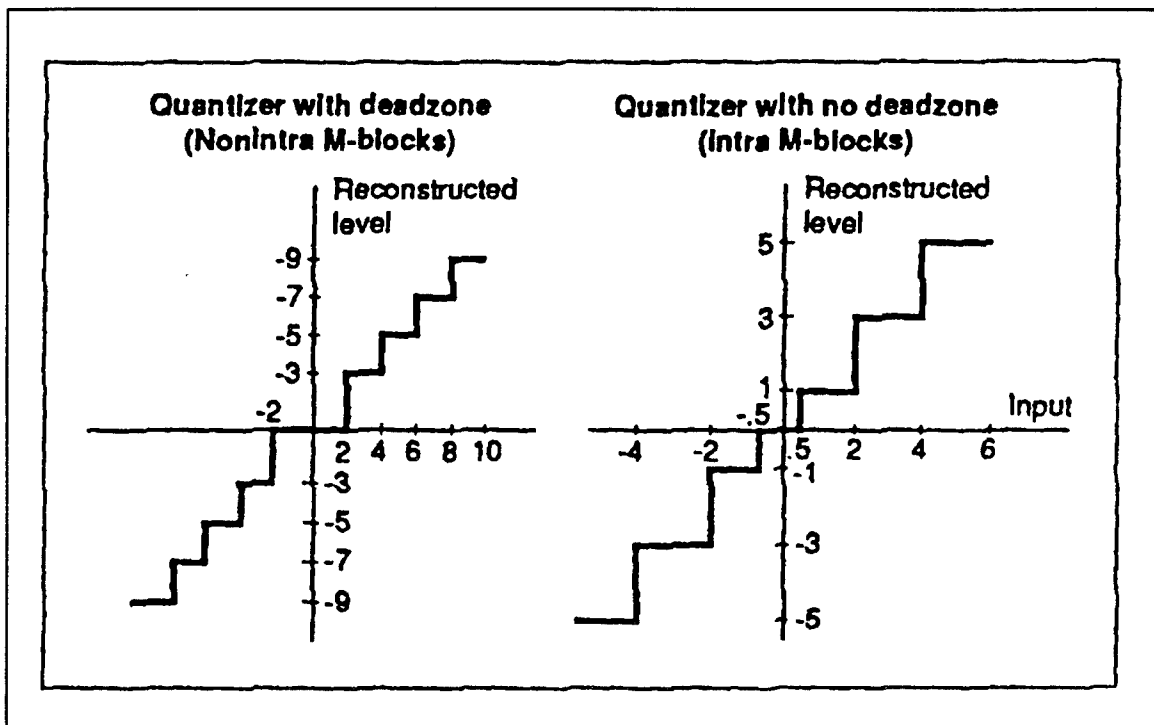 Quantizer with deadzone
(Nonintra M-blocks)
Reconstructed
level
-9
-7
-5
-3
-2
2 4 6 8 10
-3
-5
-7
-9
Quantizer with no deadzone
(Intra M-blocks)
Reconstructed
level
5
3
1
-.5
Input
-4 -2 .5 2 4 6
-1
-3
-5